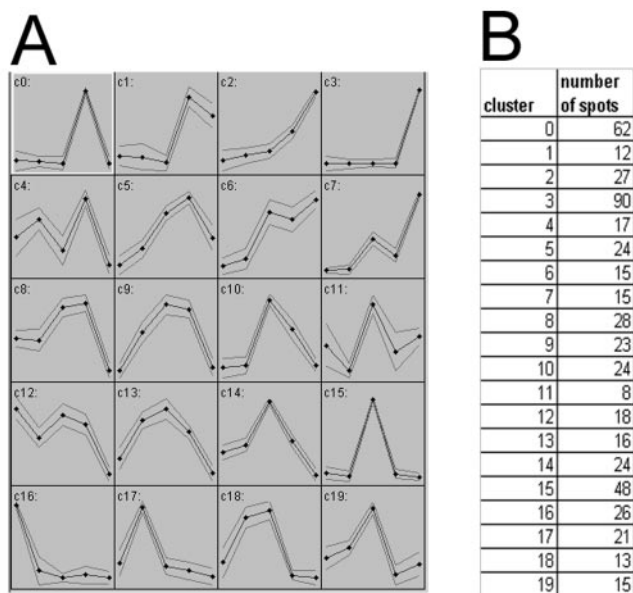 A
c0: c1: c2: c3:
c4: c5: c6: c7:
c8: c9: c10: c11:
c12: c13: c14: c15:
c16: c17: c18: c19:
B
cluster number of spots
0 62
1 12
2 27
3 90
4 17
5 24
6 15
7 15
8 28
9 23
10 24
11 8
12 18
13 16
14 24
15 48
16 26
17 21
18 13
19 15